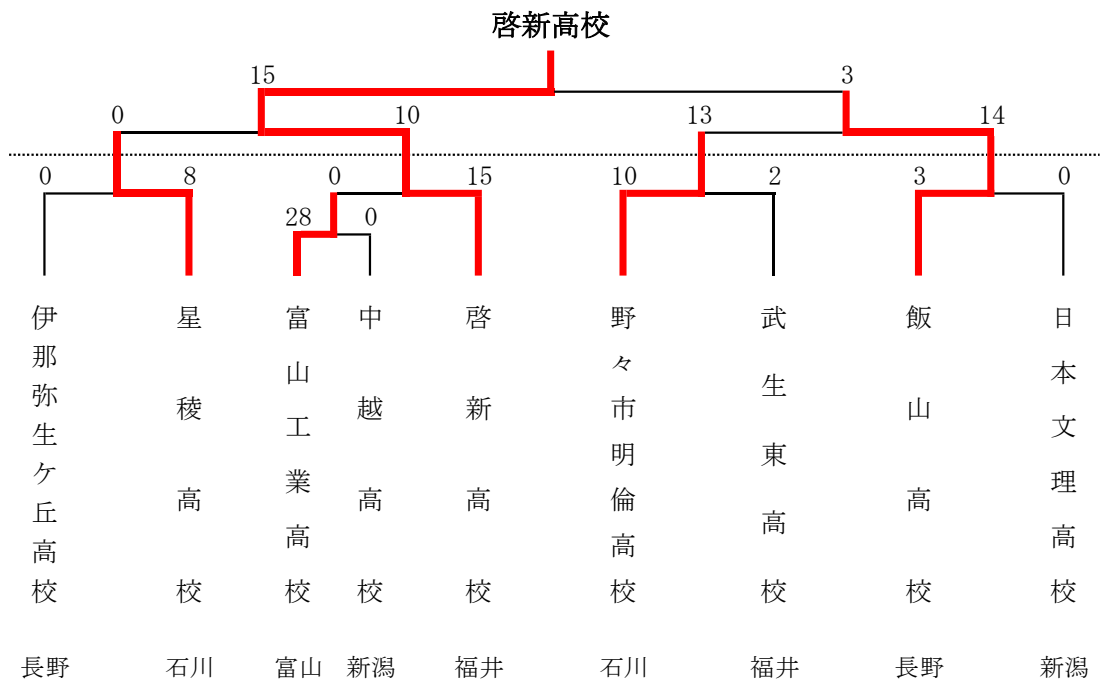 啓新高校
15 3
0 10 13 14
0 8 0 15 10 2 3 0
28 0
伊那弥生ケ丘高校
星稜高校
富山工業高校
中越高校
啓新高校
野々市明倫高校
武生東高校
飯山高校
日本文理高校
長野 石川 富山 新潟 福井 石川 福井 長野 新潟